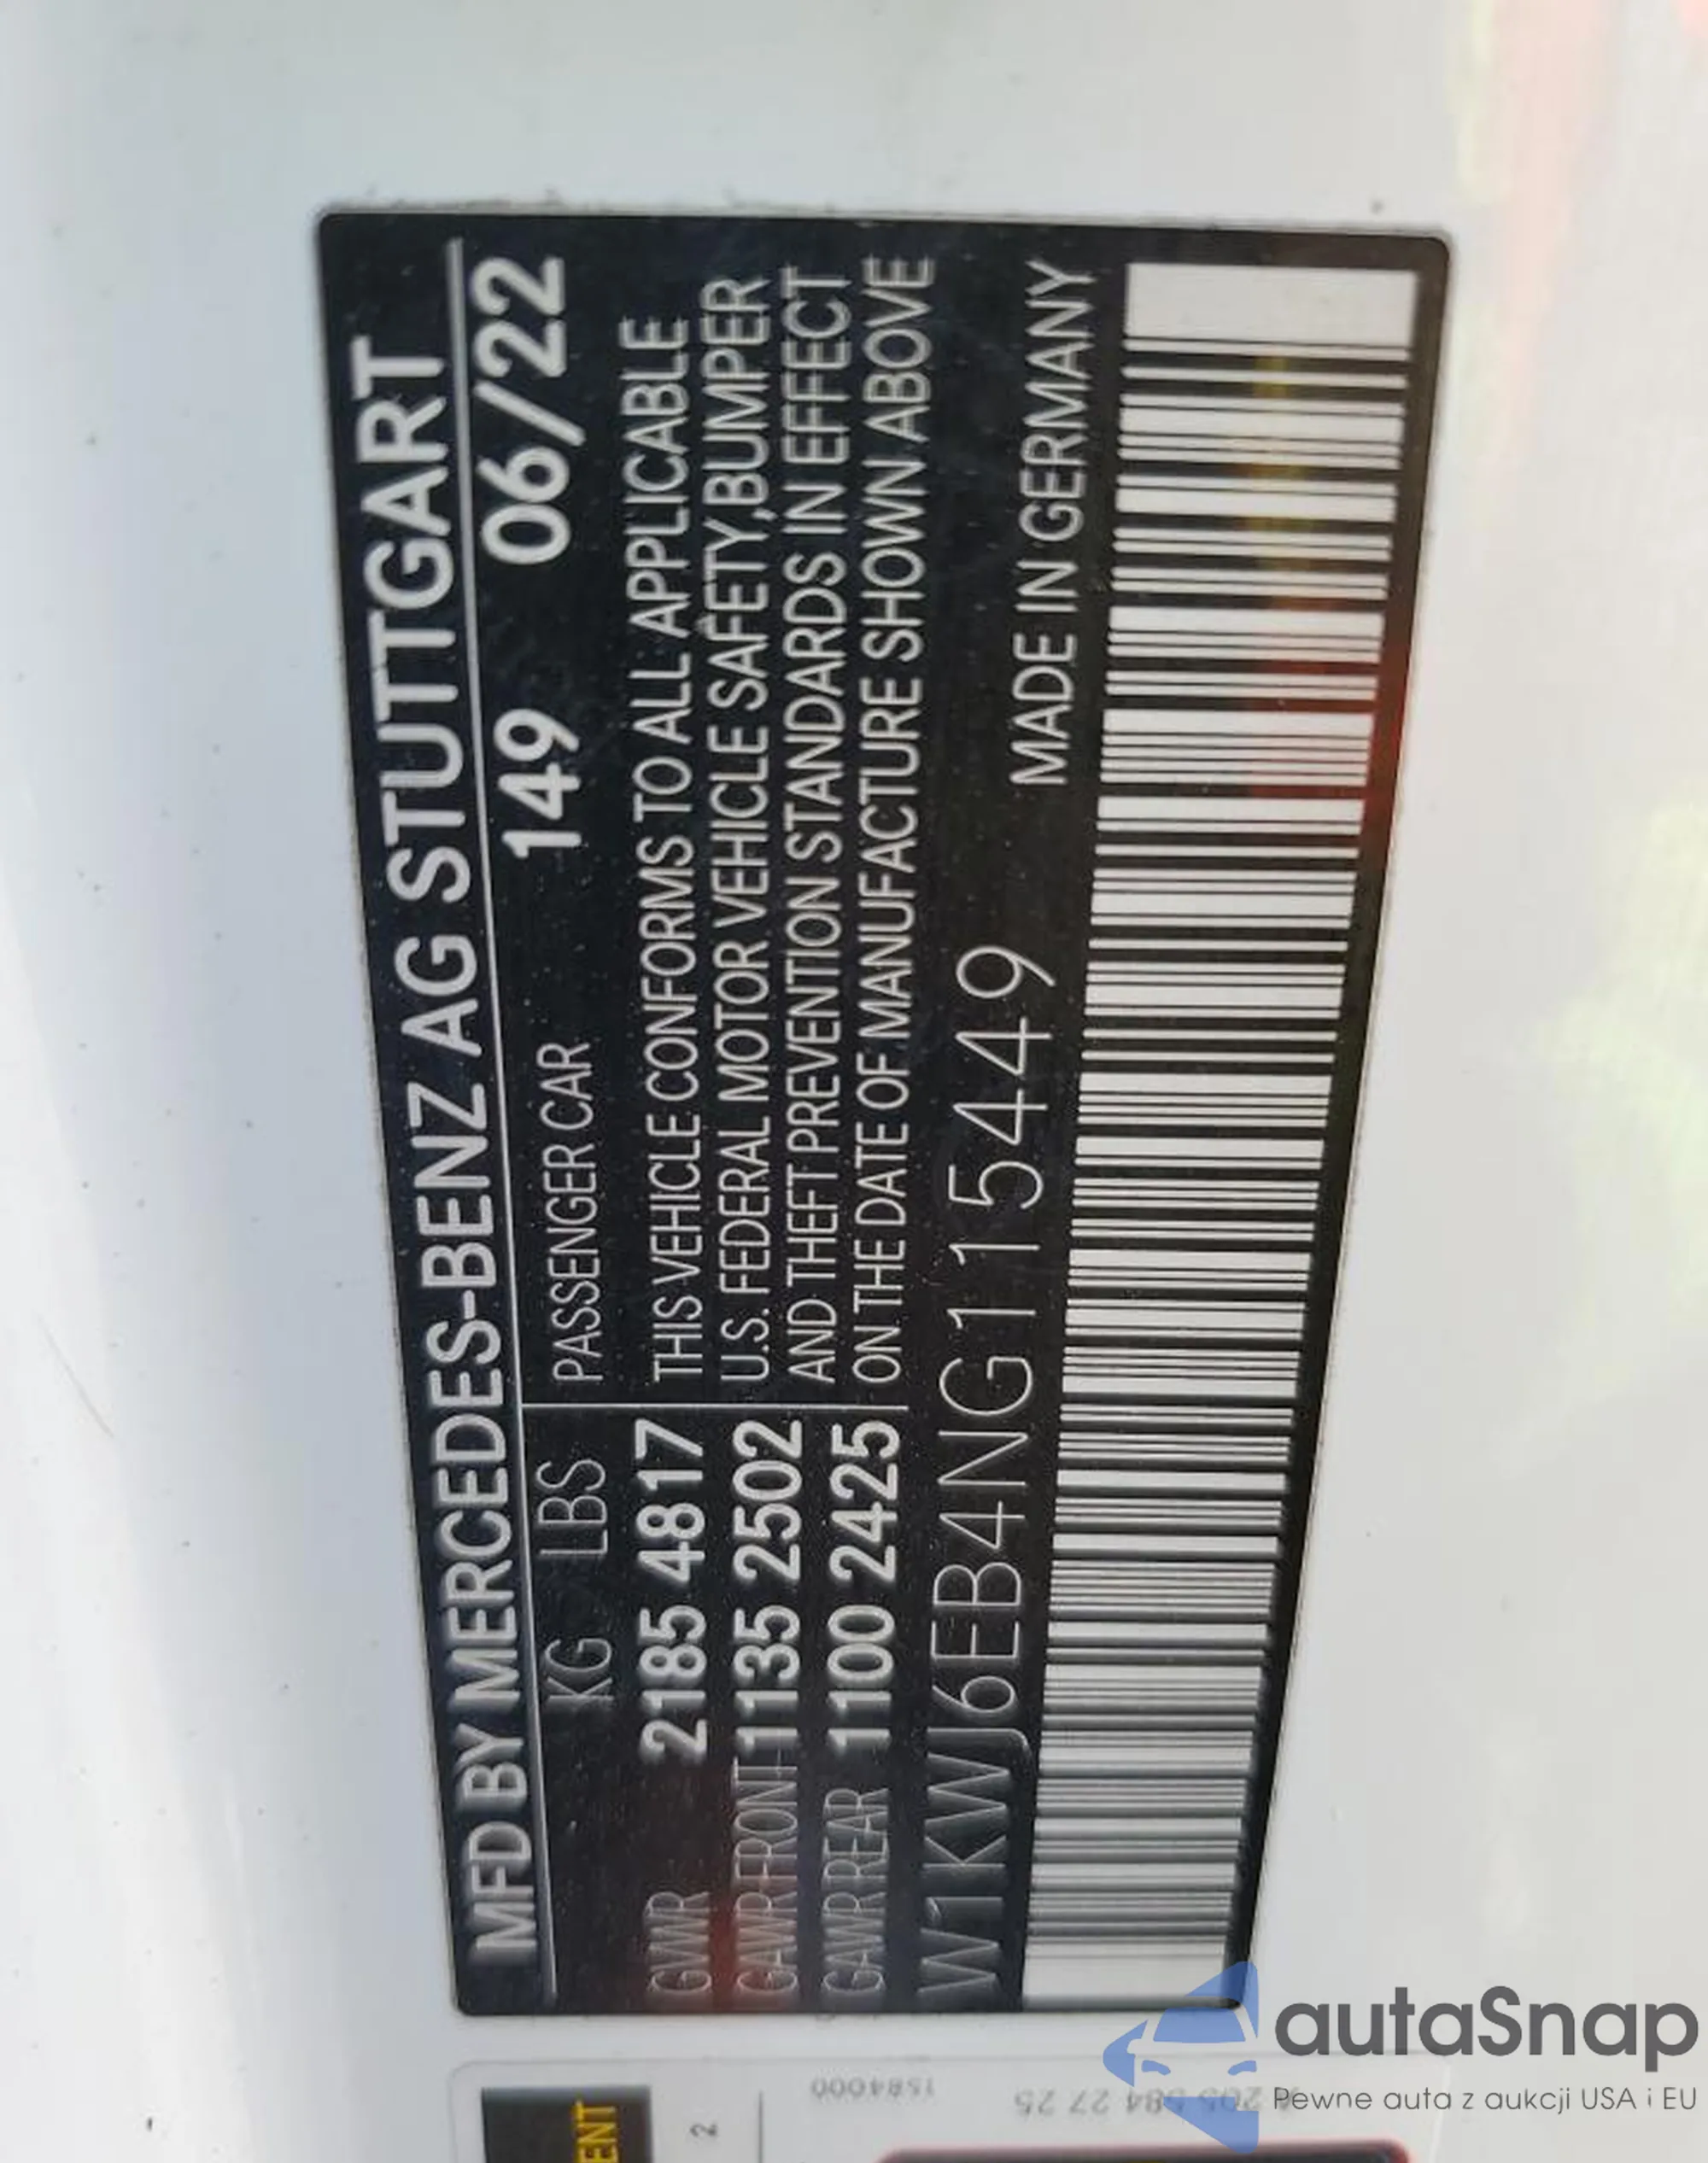 MFD BY MERCEDES-BENZ AG STUTTGART
KG LBS PASSENGER CAR 149 06/22
GVWR 2185 4817 THIS VEHICLE CONFORMS TO ALL APPLICABLE
GAWR FRONT 1135 2502 U.S. FEDERAL MOTOR VEHICLE SAFETY,BUMPER
GAWR REAR 1100 2425 AND THEFT PREVENTION STANDARDS IN EFFECT
ON THE DATE OF MANUFACTURE SHOWN ABOVE
W1KWJ6EB4NG115449 MADE IN GERMANY
1584000
2
autaSnap
Pewne auta z aukcji USA i EU